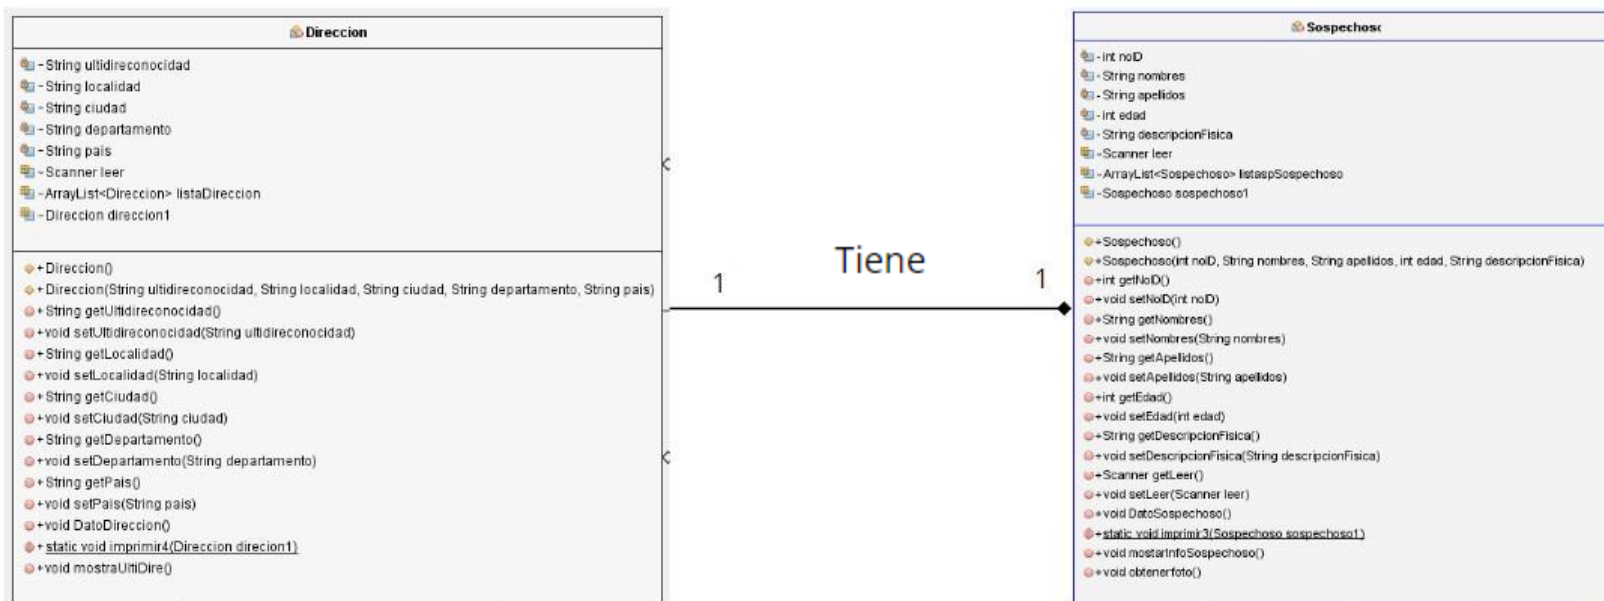 Direccion
- String ultidireconocidad
- String localidad
- String ciudad
- String departamento
- String pais
- Scanner leer
- ArrayList<Direccion> listaDireccion
- Direccion direccion1
+ Direccion()
+ Direccion(String ultidireconocidad, String localidad, String ciudad, String departamento, String pais)
+ String getUltidireconocidad()
+ void setUltidireconocidad(String ultidireconocidad)
+ String getLocalidad()
+ void setLocalidad(String localidad)
+ String getCiudad()
+ void setCiudad(String ciudad)
+ String getDepartamento()
+ void setDepartamento(String departamento)
+ String getPais()
+ void setPais(String pais)
+ void DatoDireccion()
+ static void imprimir4(Direccion direcion1)
+ void mostraUltiDire()
Tiene
1
1
Sospechoso
- int noID
- String nombres
- String apellidos
- int edad
- String descripcionFisica
- Scanner leer
- ArrayList<Sospechoso> listaspSospechoso
- Sospechoso sospechoso1
+ Sospechoso()
+ Sospechoso(int noID, String nombres, String apellidos, int edad, String descripcionFisica)
+ int getNoID()
+ void setNoID(int noID)
+ String getNombres()
+ void setNombres(String nombres)
+ String getApellidos()
+ void setApellidos(String apellidos)
+ int getEdad()
+ void setEdad(int edad)
+ String getDescripcionFisica()
+ void setDescripcionFisica(String descripcionFisica)
+ Scanner getLeer()
+ void setLeer(Scanner leer)
+ void DatoSospechoso()
+ static void imprimir3(Sospechoso sospechoso1)
+ void mostarInfoSospechoso()
+ void obtenerfoto()